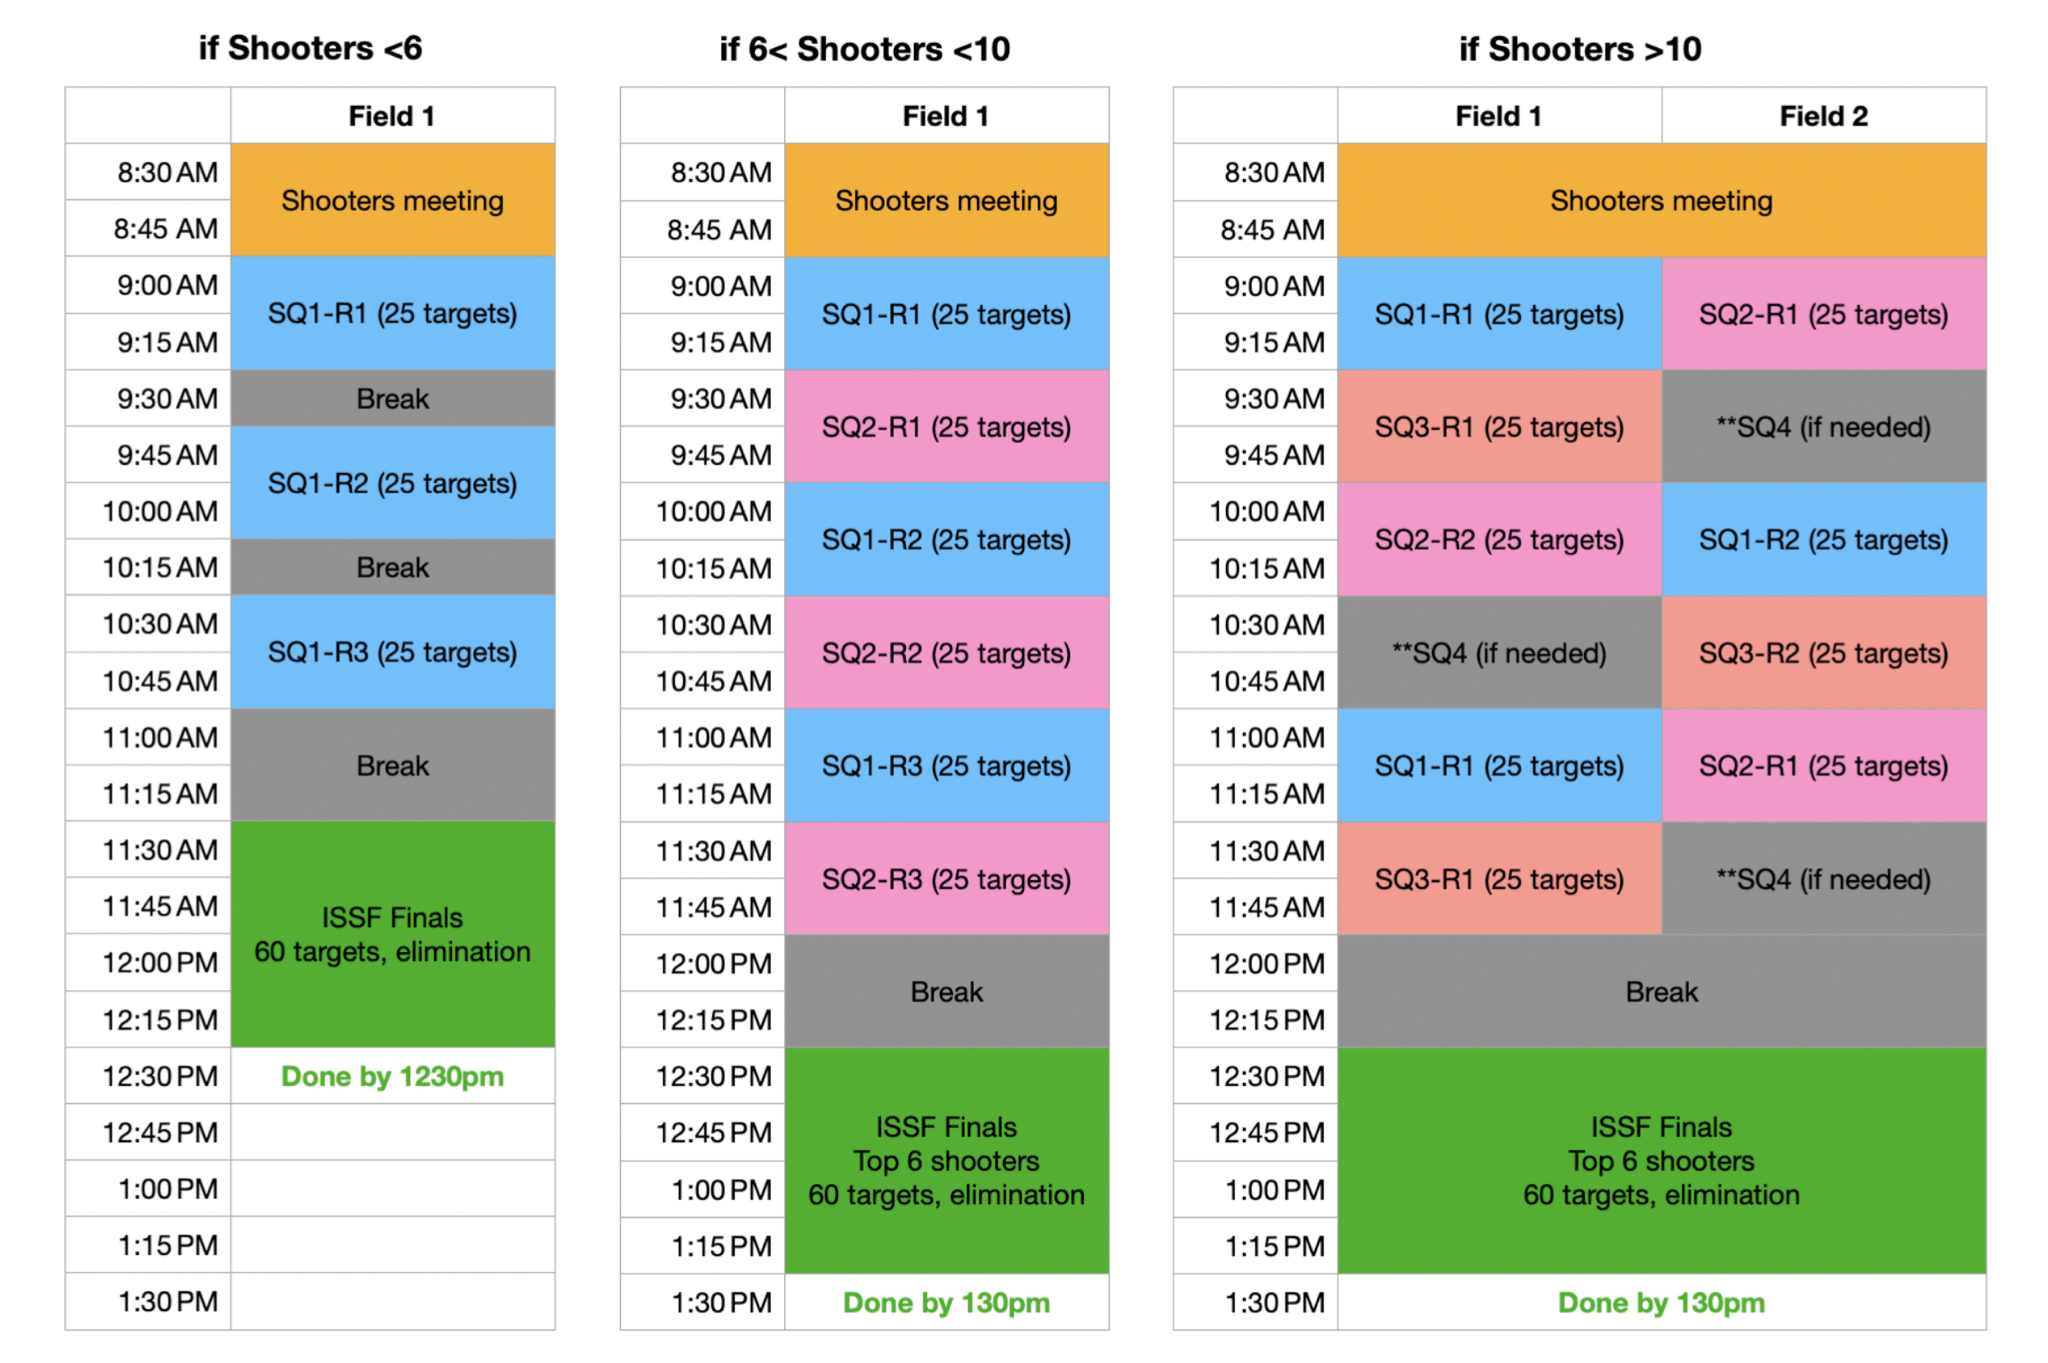 if Shooters <6
Field 1
8:30 AM
Shooters meeting
8:45 AM
9:00 AM
SQ1-R1 (25 targets)
9:15 AM
9:30 AM
Break
9:45 AM
SQ1-R2 (25 targets)
10:00 AM
10:15 AM
Break
10:30 AM
SQ1-R3 (25 targets)
10:45 AM
11:00 AM
Break
11:15 AM
11:30 AM
11:45 AM
ISSF Finals
60 targets, elimination
12:00 PM
12:15 PM
12:30 PM
Done by 1230pm
12:45 PM
1:00 PM
1:15 PM
1:30 PM
if 6< Shooters <10
Field 1
8:30 AM
Shooters meeting
8:45 AM
9:00 AM
SQ1-R1 (25 targets)
9:15 AM
9:30 AM
SQ2-R1 (25 targets)
9:45 AM
10:00 AM
SQ1-R2 (25 targets)
10:15 AM
10:30 AM
SQ2-R2 (25 targets)
10:45 AM
11:00 AM
SQ1-R3 (25 targets)
11:15 AM
11:30 AM
SQ2-R3 (25 targets)
11:45 AM
12:00 PM
Break
12:15 PM
12:30 PM
12:45 PM
ISSF Finals
Top 6 shooters
60 targets, elimination
1:00 PM
1:15 PM
1:30 PM
Done by 130pm
if Shooters >10
Field 1
Field 2
8:30 AM
Shooters meeting
8:45 AM
9:00 AM
SQ1-R1 (25 targets)
SQ2-R1 (25 targets)
9:15 AM
9:30 AM
SQ3-R1 (25 targets)
**SQ4 (if needed)
9:45 AM
10:00 AM
SQ2-R2 (25 targets)
SQ1-R2 (25 targets)
10:15 AM
10:30 AM
**SQ4 (if needed)
SQ3-R2 (25 targets)
10:45 AM
11:00 AM
SQ1-R1 (25 targets)
SQ2-R1 (25 targets)
11:15 AM
11:30 AM
SQ3-R1 (25 targets)
**SQ4 (if needed)
11:45 AM
12:00 PM
Break
12:15 PM
12:30 PM
12:45 PM
ISSF Finals
Top 6 shooters
60 targets, elimination
1:00 PM
1:15 PM
1:30 PM
Done by 130pm